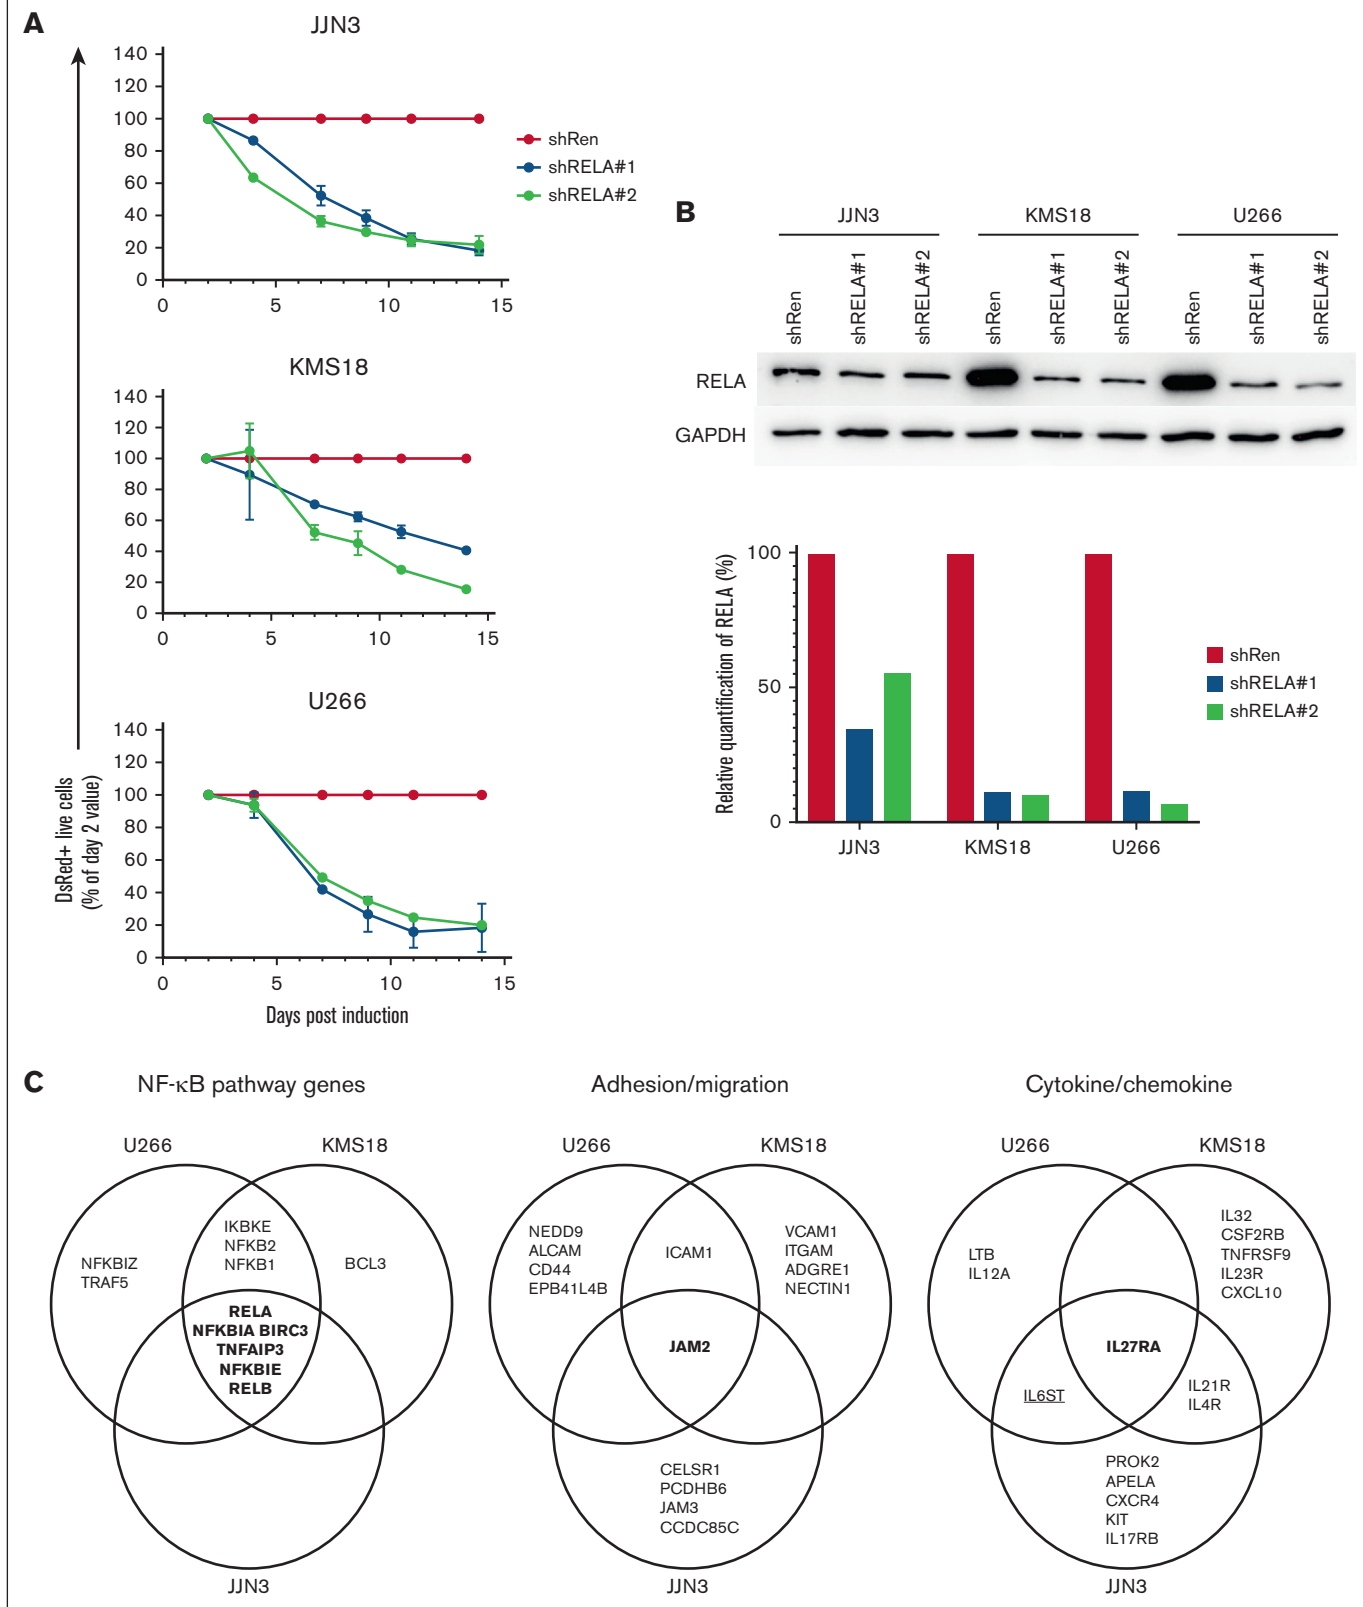 A
JJN3
140
120
100
80
60
40
20
0
0 5 10 15
shRen
shRELA#1
shRELA#2
KMS18
140
120
100
80
60
40
20
0
0 5 10 15
U266
140
120
100
80
60
40
20
0
0 5 10 15
Days post induction
DsRed+ live cells
(% of day 2 value)
B
JJN3 KMS18 U266
shRen shRELA#1 shRELA#2 shRen shRELA#1 shRELA#2 shRen shRELA#1 shRELA#2
RELA
GAPDH
Relative quantification of RELA (%)
100
50
0
JJN3 KMS18 U266
shRen
shRELA#1
shRELA#2
C
NF-κB pathway genes
U266 KMS18
NFKBIZ
TRAF5
IKBKE
NFKB2
NFKB1
BCL3
RELA
NFKBIA BIRC3
TNFAIP3
NFKBIE
RELB
JJN3
Adhesion/migration
U266 KMS18
NEDD9
ALCAM
CD44
EPB41L4B
ICAM1
VCAM1
ITGAM
ADGRE1
NECTIN1
JAM2
CELSR1
PCDHB6
JAM3
CCDC85C
JJN3
Cytokine/chemokine
U266 KMS18
LTB
IL12A
IL32
CSF2RB
TNFRSF9
IL23R
CXCL10
IL27RA
IL6ST
IL21R
IL4R
PROK2
APELA
CXCR4
KIT
IL17RB
JJN3